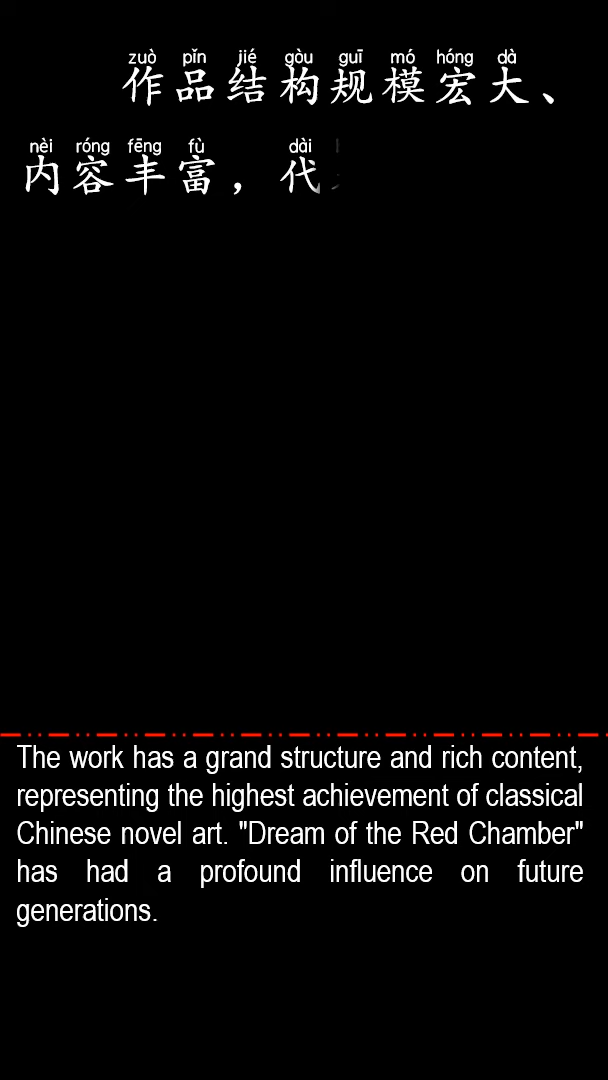 zuò pǐn jié gòu guī mó hóng dà
作品结构规模宏大、
nèi róng fēng fù dài
内容丰富，代
The work has a grand structure and rich content,
representing the highest achievement of classical
Chinese novel art. "Dream of the Red Chamber"
has had a profound influence on future
generations.